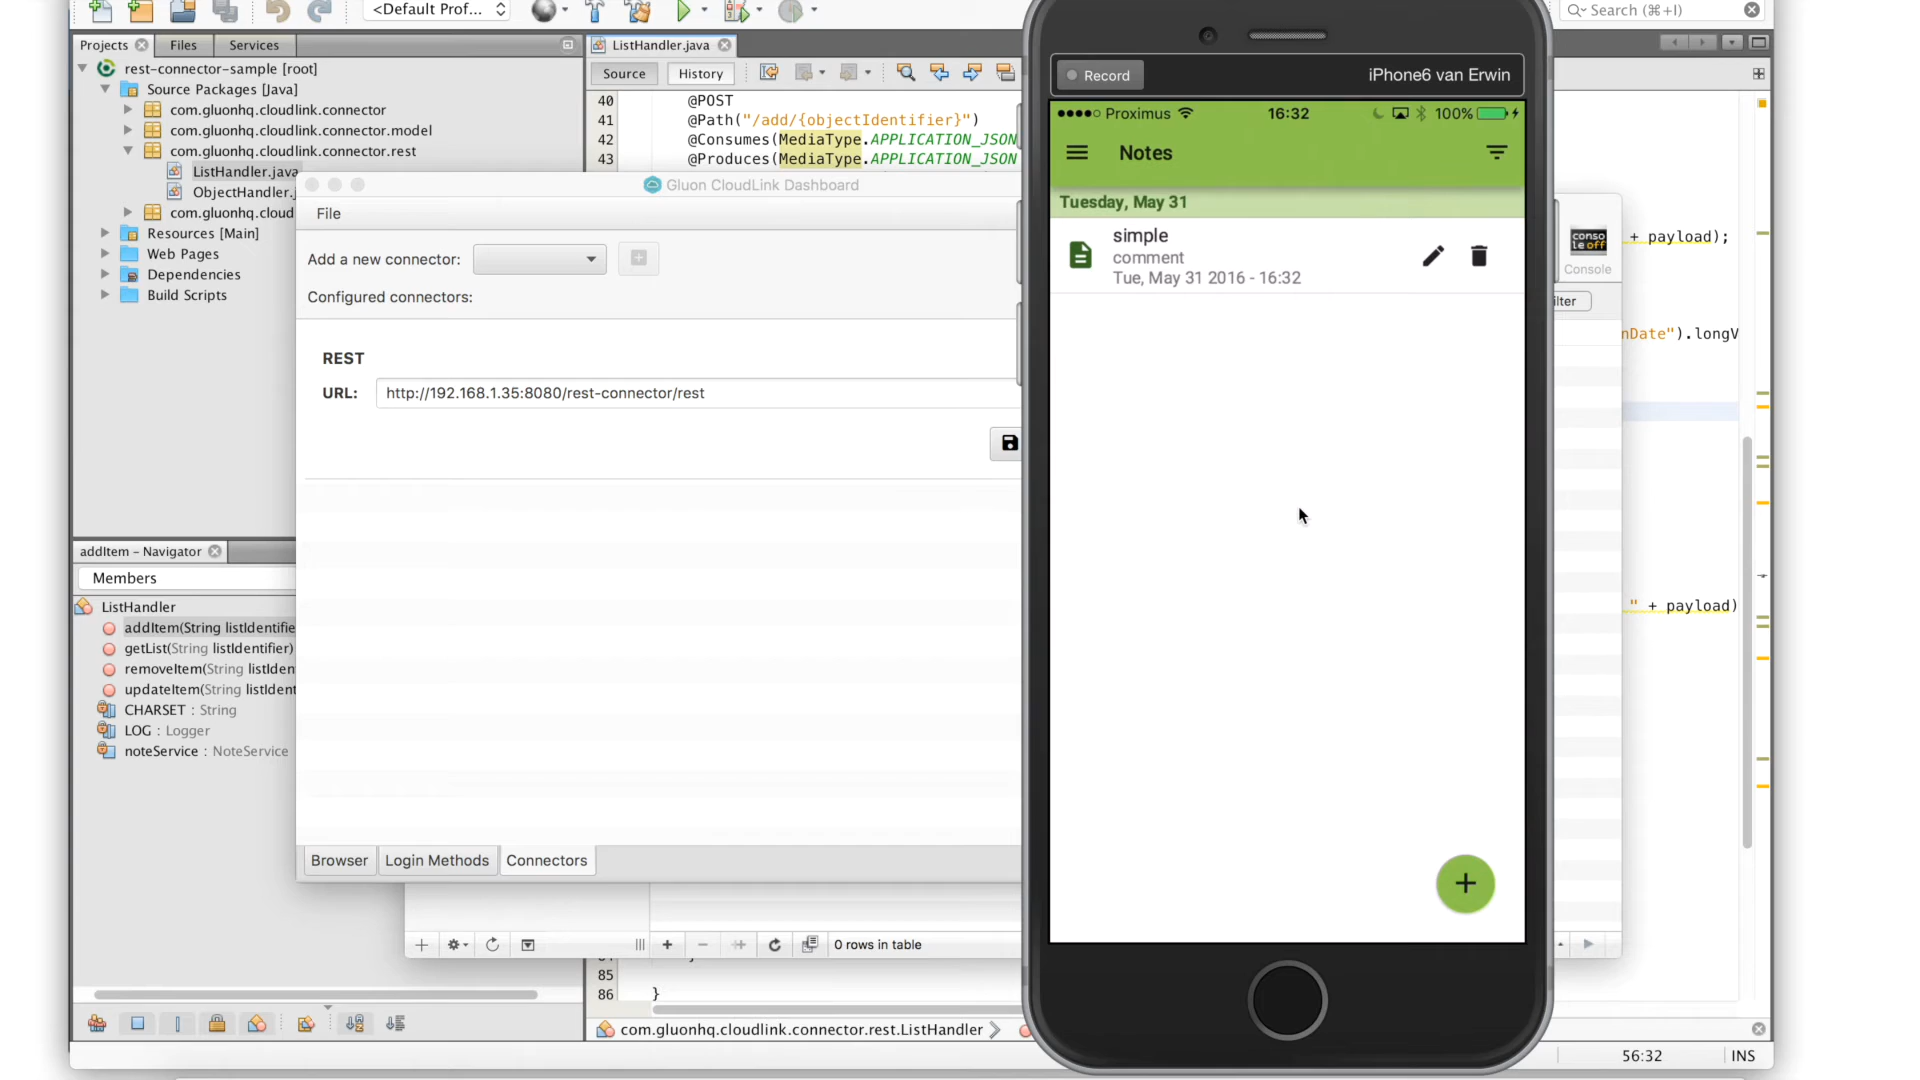 <Default Prof...
Search (⌘+I)
Projects
Files
Services
ListHandler.java
Source
History
rest-connector-sample [root]
Source Packages [Java]
com.gluonhq.cloudlink.connector
com.gluonhq.cloudlink.connector.model
com.gluonhq.cloudlink.connector.rest
ListHandler.java
ObjectHandler.j
com.gluonhq.cloud
Resources [Main]
Web Pages
Dependencies
Build Scripts
40 @POST
41 @Path("/add/{objectIdentifier}")
42 @Consumes(MediaType.APPLICATION_JSON
43 @Produces(MediaType.APPLICATION_JSON
Gluon CloudLink Dashboard
File
Add a new connector:
Configured connectors:
REST
URL: http://192.168.1.35:8080/rest-connector/rest
Browser
Login Methods
Connectors
0 rows in table
Record
iPhone6 van Erwin
Proximus
16:32
100%
Notes
Tuesday, May 31
simple
comment
Tue, May 31 2016 - 16:32
+ payload);
conso
le off
Console
ilter
nDate").longV
" + payload)
addItem – Navigator
Members
ListHandler
addItem(String listIdentifie
getList(String listIdentifier)
removeItem(String listIden
updateItem(String listIdent
CHARSET : String
LOG : Logger
noteService : NoteService
85
86 }
com.gluonhq.cloudlink.connector.rest.ListHandler
56:32
INS